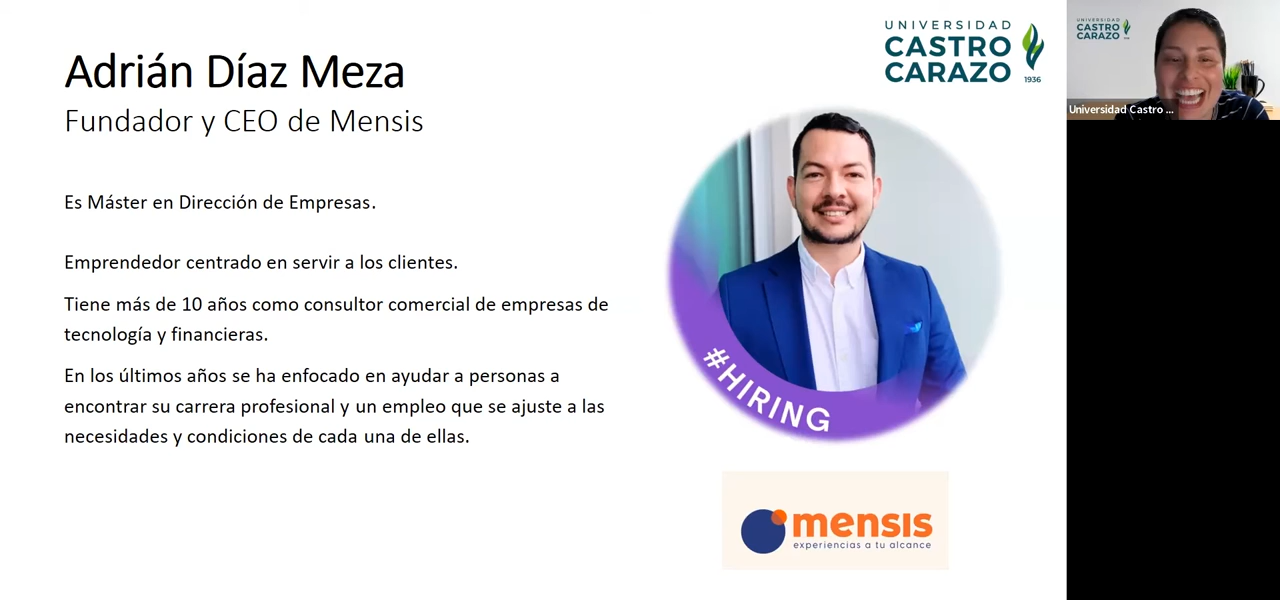 Adrián Díaz Meza
Fundador y CEO de Mensis
Es Máster en Dirección de Empresas.
Emprendedor centrado en servir a los clientes.
Tiene más de 10 años como consultor comercial de empresas de
tecnología y financieras.
En los últimos años se ha enfocado en ayudar a personas a
encontrar su carrera profesional y un empleo que se ajuste a las
necesidades y condiciones de cada una de ellas.
UNIVERSIDAD
CASTRO
CARAZO
1936
#HIRING
mensis
experiencias a tu alcance
UNIVERSIDAD
CASTRO
CARAZO
Universidad Castro ...